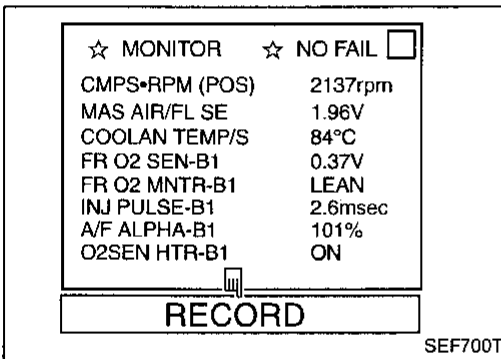 ☆ MONITOR ☆ NO FAIL
CMPS•RPM (POS) 2137rpm
MAS AIR/FL SE 1.96V
COOLAN TEMP/S 84°C
FR O2 SEN-B1 0.37V
FR O2 MNTR-B1 LEAN
INJ PULSE-B1 2.6msec
A/F ALPHA-B1 101%
O2SEN HTR-B1 ON
RECORD
SEF700T